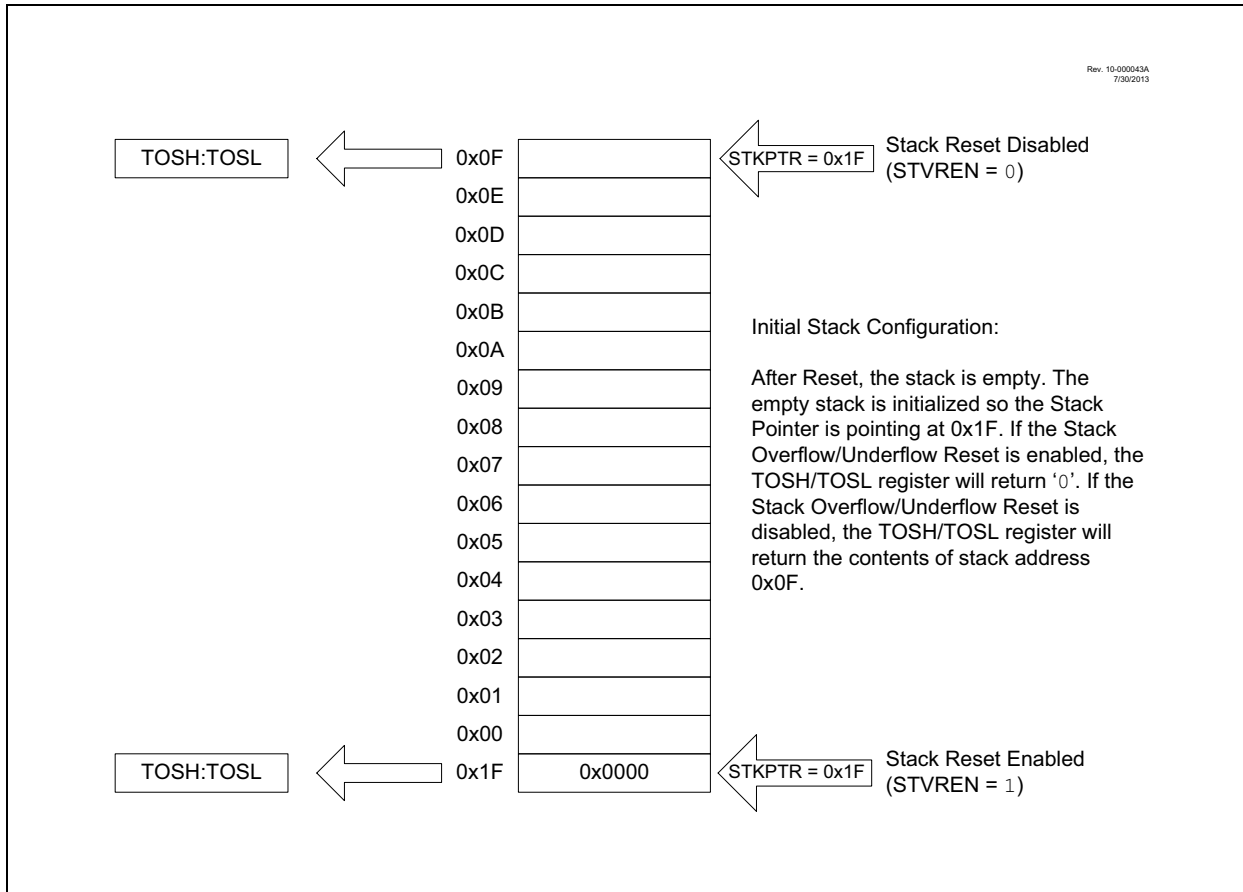 Rev. 10-000043A
7/30/2013
TOSH:TOSL
0x0F
STKPTR = 0x1F
Stack Reset Disabled
(STVREN = 0)
0x0E
0x0D
0x0C
0x0B
0x0A
0x09
0x08
0x07
0x06
0x05
0x04
0x03
0x02
0x01
0x00
Initial Stack Configuration:
After Reset, the stack is empty. The
empty stack is initialized so the Stack
Pointer is pointing at 0x1F. If the Stack
Overflow/Underflow Reset is enabled, the
TOSH/TOSL register will return ‘0’. If the
Stack Overflow/Underflow Reset is
disabled, the TOSH/TOSL register will
return the contents of stack address
0x0F.
TOSH:TOSL
0x1F
0x0000
STKPTR = 0x1F
Stack Reset Enabled
(STVREN = 1)